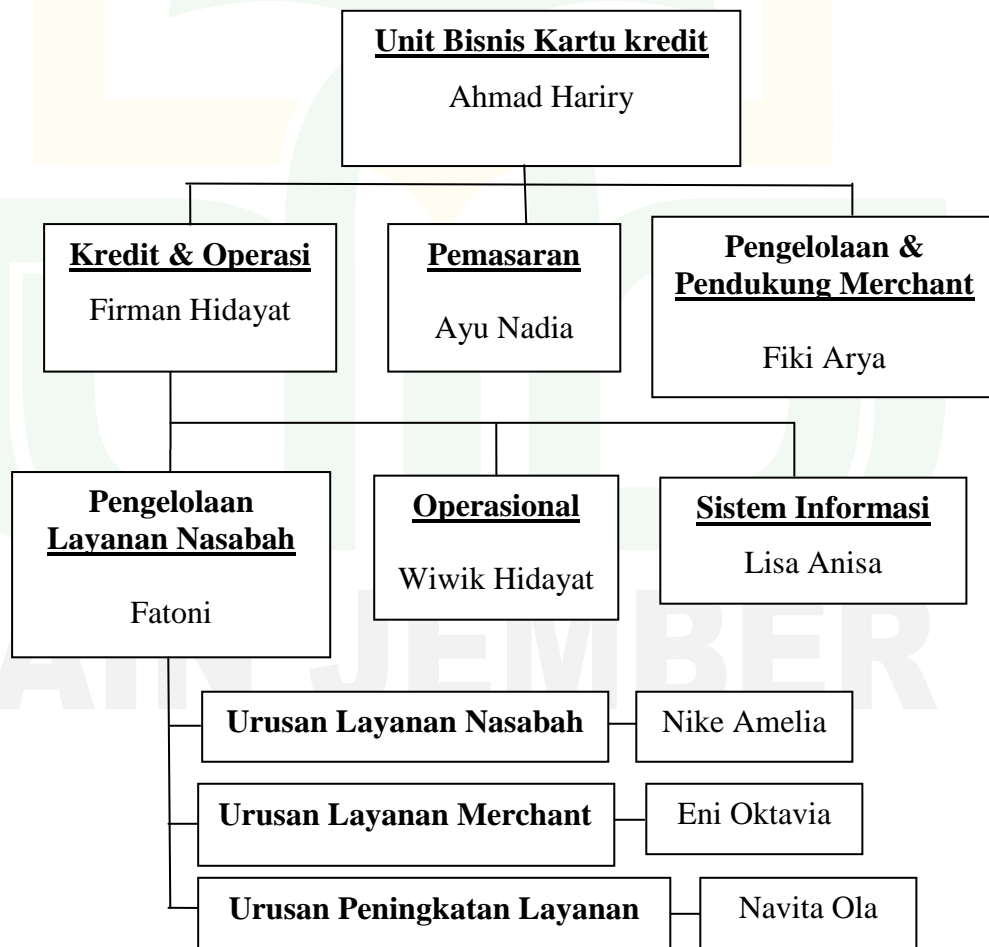 Unit Bisnis Kartu kredit
Ahmad Hariry
Kredit & Operasi
Firman Hidayat
Pemasaran
Ayu Nadia
Pengelolaan &
Pendukung Merchant
Fiki Arya
Pengelolaan
Layanan Nasabah
Fatoni
Operasional
Wiwik Hidayat
Sistem Informasi
Lisa Anisa
AIN JEMBER
Urusan Layanan Nasabah
Nike Amelia
Urusan Layanan Merchant
Eni Oktavia
Urusan Peningkatan Layanan
Navita Ola